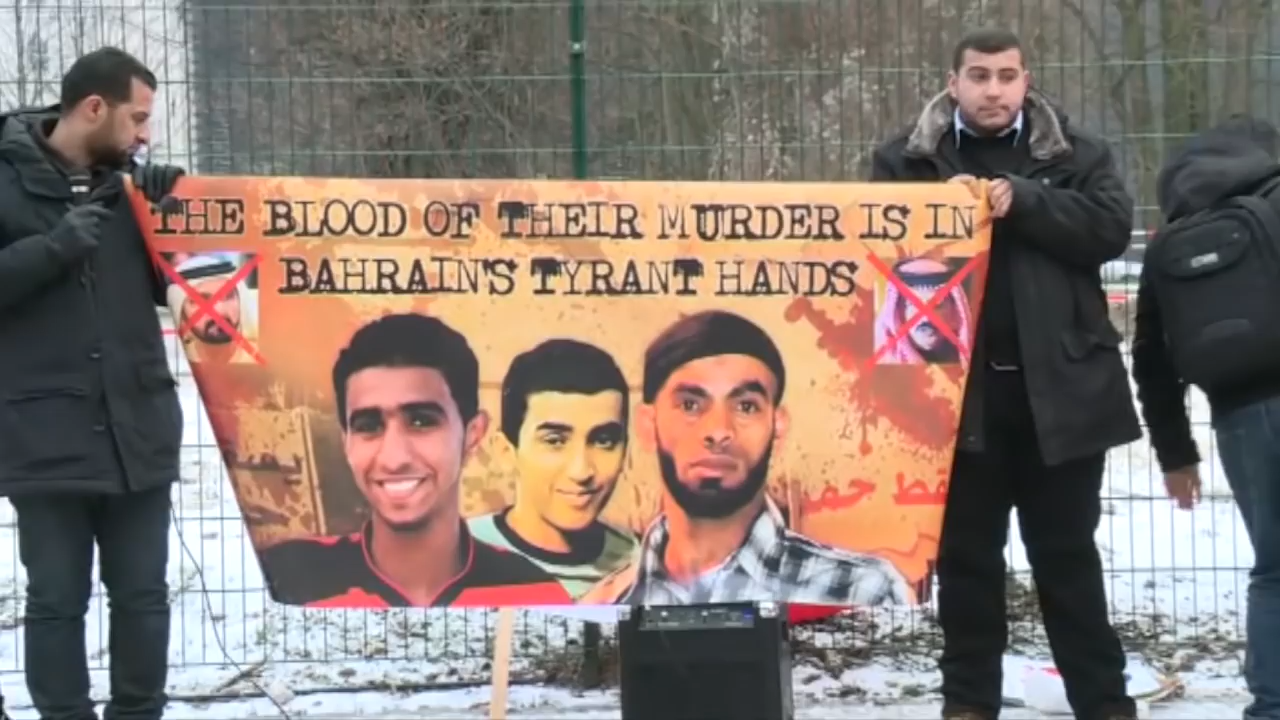 THE BLOOD OF THEIR MURDER IS IN
BAHRAIN'S TYRANT HANDS